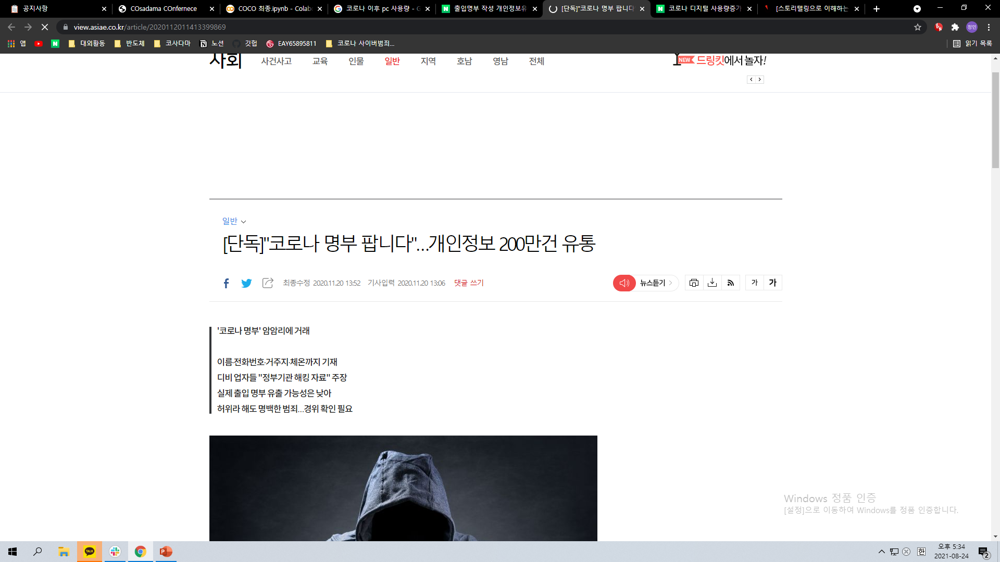 공지사항
COsadama COnfernece
COCO 최종.ipynb - Colab
코로나 이후 pc 사용량 - G
출입명부 작성 개인정보유
[단독]"코로나 명부 팝니다"
코로나 디지털 사용량증가
[스토리텔링으로 이해하는
view.asiae.co.kr/article/2020112011413399869
정민
앱
대외활동
반도체
코사다마
노션
깃헙
EAY65895811
코로나 사이버범죄...
읽기 목록
사회 사건사고 교육 인물 일반 지역 호남 영남 전체
NEW 드링킷에서 놀자!
일반
[단독]"코로나 명부 팝니다"…개인정보 200만건 유통
최종수정 2020.11.20 13:52 기사입력 2020.11.20 13:06 댓글 쓰기
뉴스듣기
가 가
'코로나 명부' 암암리에 거래
이름·전화번호·거주지·체온까지 기재
디비 업자들 "정부기관 해킹 자료" 주장
실제 출입 명부 유출 가능성은 낮아
허위라 해도 명백한 범죄…경위 확인 필요
Windows 정품 인증
[설정]으로 이동하여 Windows를 정품 인증합니다.
TALK
한
오후 5:34
2021-08-24
2